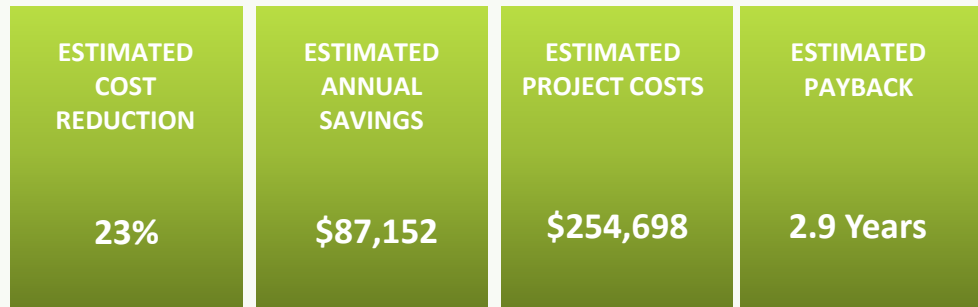 ESTIMATED
COST
REDUCTION
23%
ESTIMATED
ANNUAL
SAVINGS
$87,152
ESTIMATED
PROJECT COSTS
$254,698
ESTIMATED
PAYBACK
2.9 Years